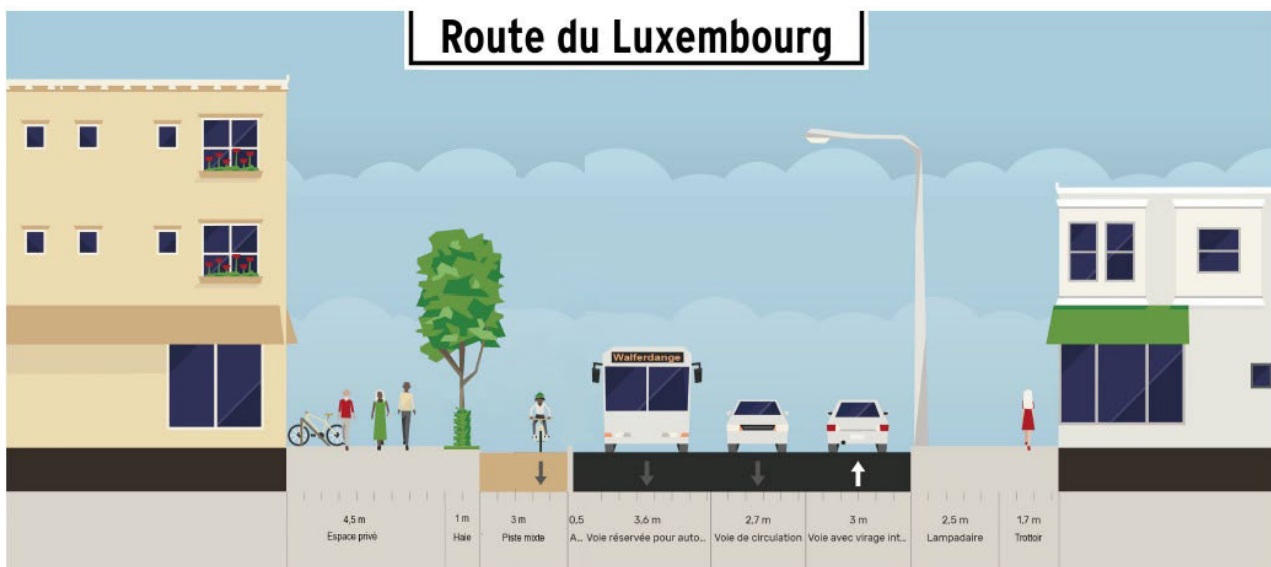 Route du Luxembourg
Walferdange
4,5 m
Espace privé
1 m
Haie
3 m
Piste mixte
0,5
A...
3,6 m
Voie réservée pour auto...
2,7 m
Voie de circulation
3 m
Voie avec virage int...
2,5 m
Lampadaire
1,7 m
Trottoir